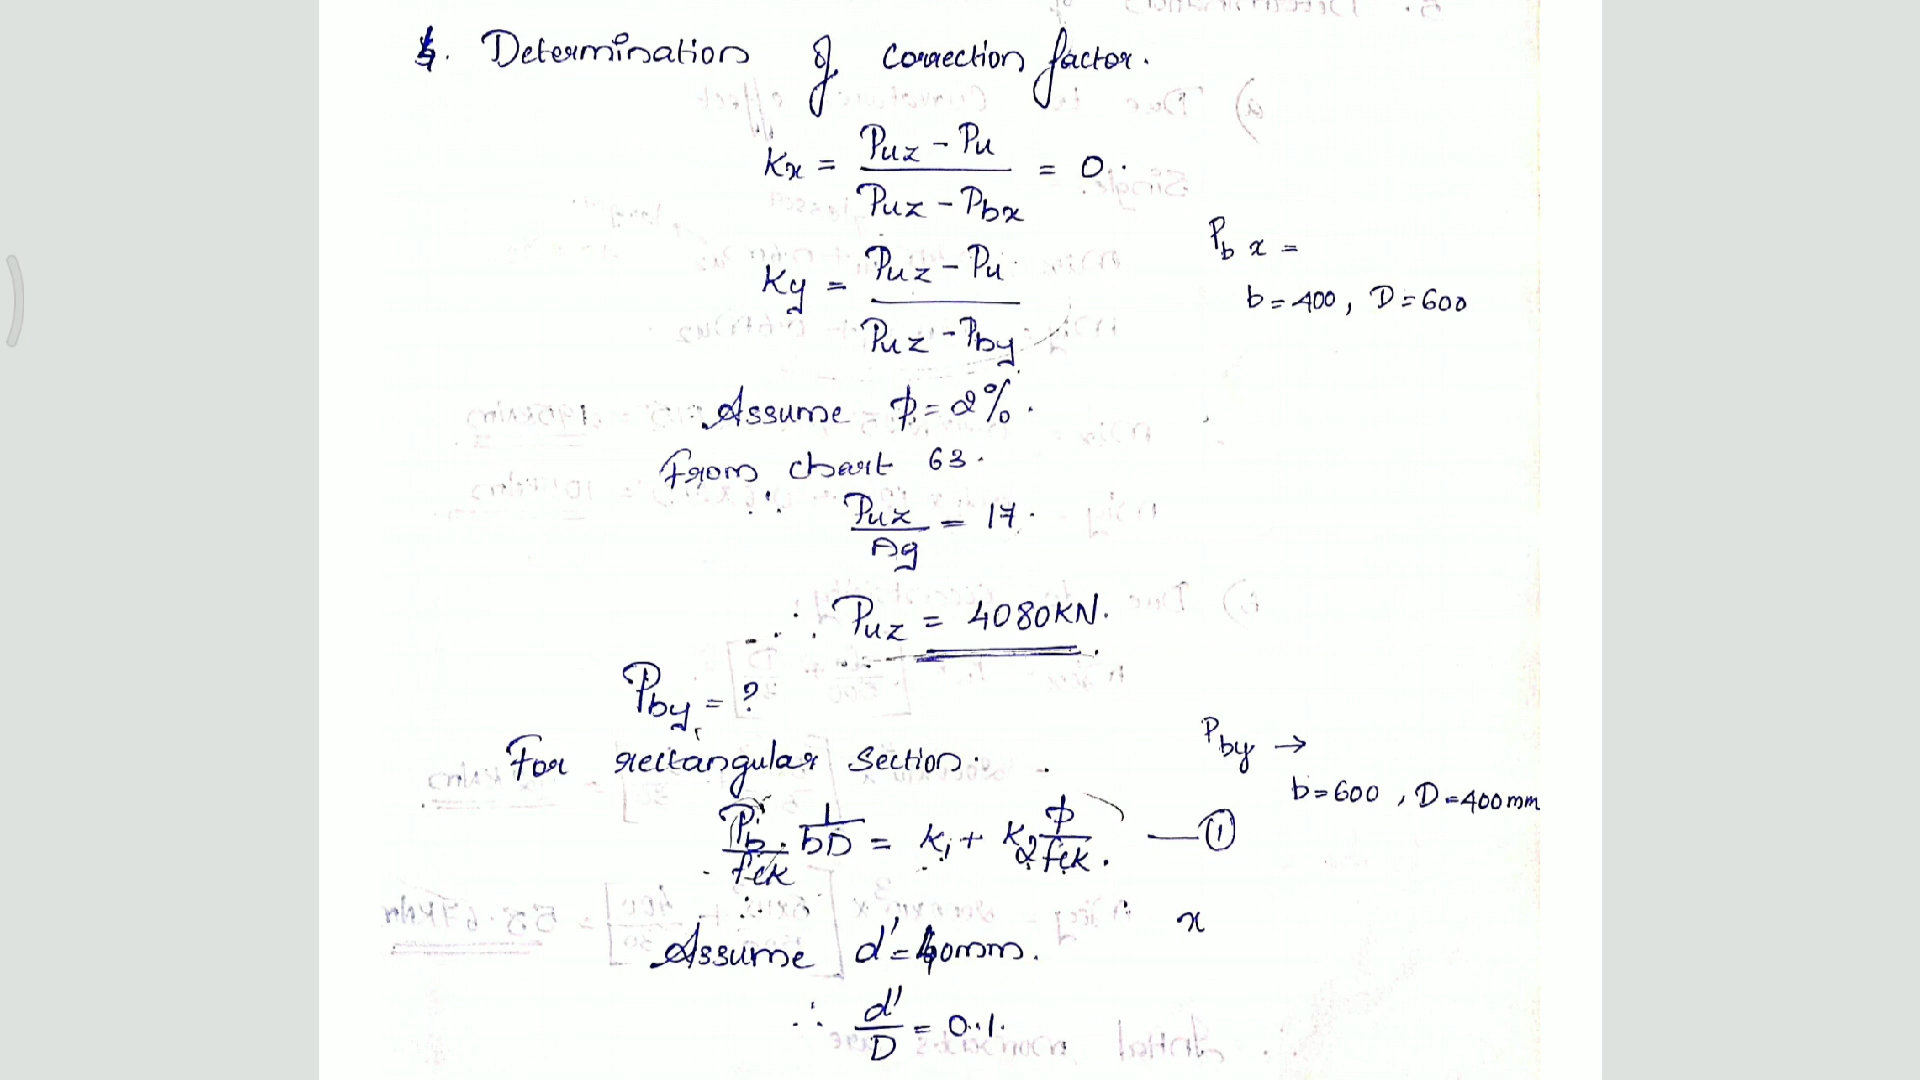 4. Determination of correction factor.
Kx = (Puz - Pu) / (Puz - Pbx) = 0.
Pb x =
b = 400, D = 600
Ky = (Puz - Pu) / (Puz - Pby)
Assume p = 2%.
From chart 63.
Puz / Ag = 17.
∴ Puz = 4080KN.
Pby = ?
Pby →
b = 600, D = 400mm
For rectangular section.
Pb / fck . 1 / bD = K1 + K2 p / fck. — ①
x
Assume d' = 40mm.
∴ d' / D = 0.1.